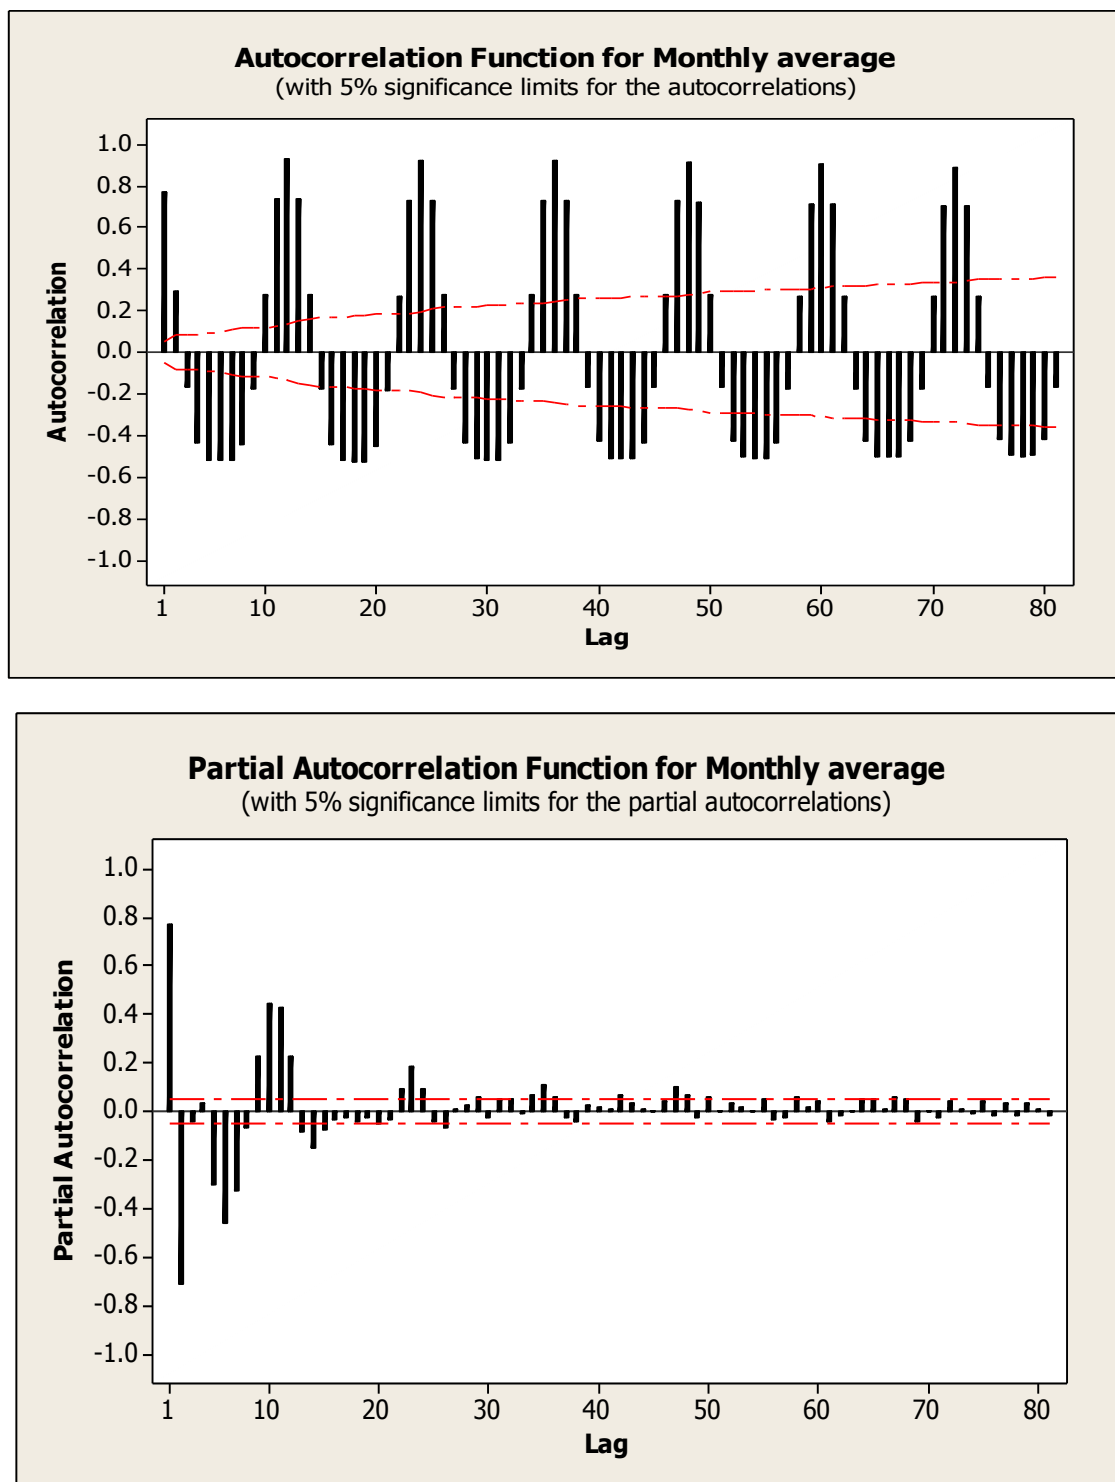 Autocorrelation Function for Monthly average
(with 5% significance limits for the autocorrelations)
1.0
0.8
0.6
0.4
0.2
0.0
-0.2
-0.4
-0.6
-0.8
-1.0
Autocorrelation
1 10 20 30 40 50 60 70 80
Lag
Partial Autocorrelation Function for Monthly average
(with 5% significance limits for the partial autocorrelations)
1.0
0.8
0.6
0.4
0.2
0.0
-0.2
-0.4
-0.6
-0.8
-1.0
Partial Autocorrelation
1 10 20 30 40 50 60 70 80
Lag